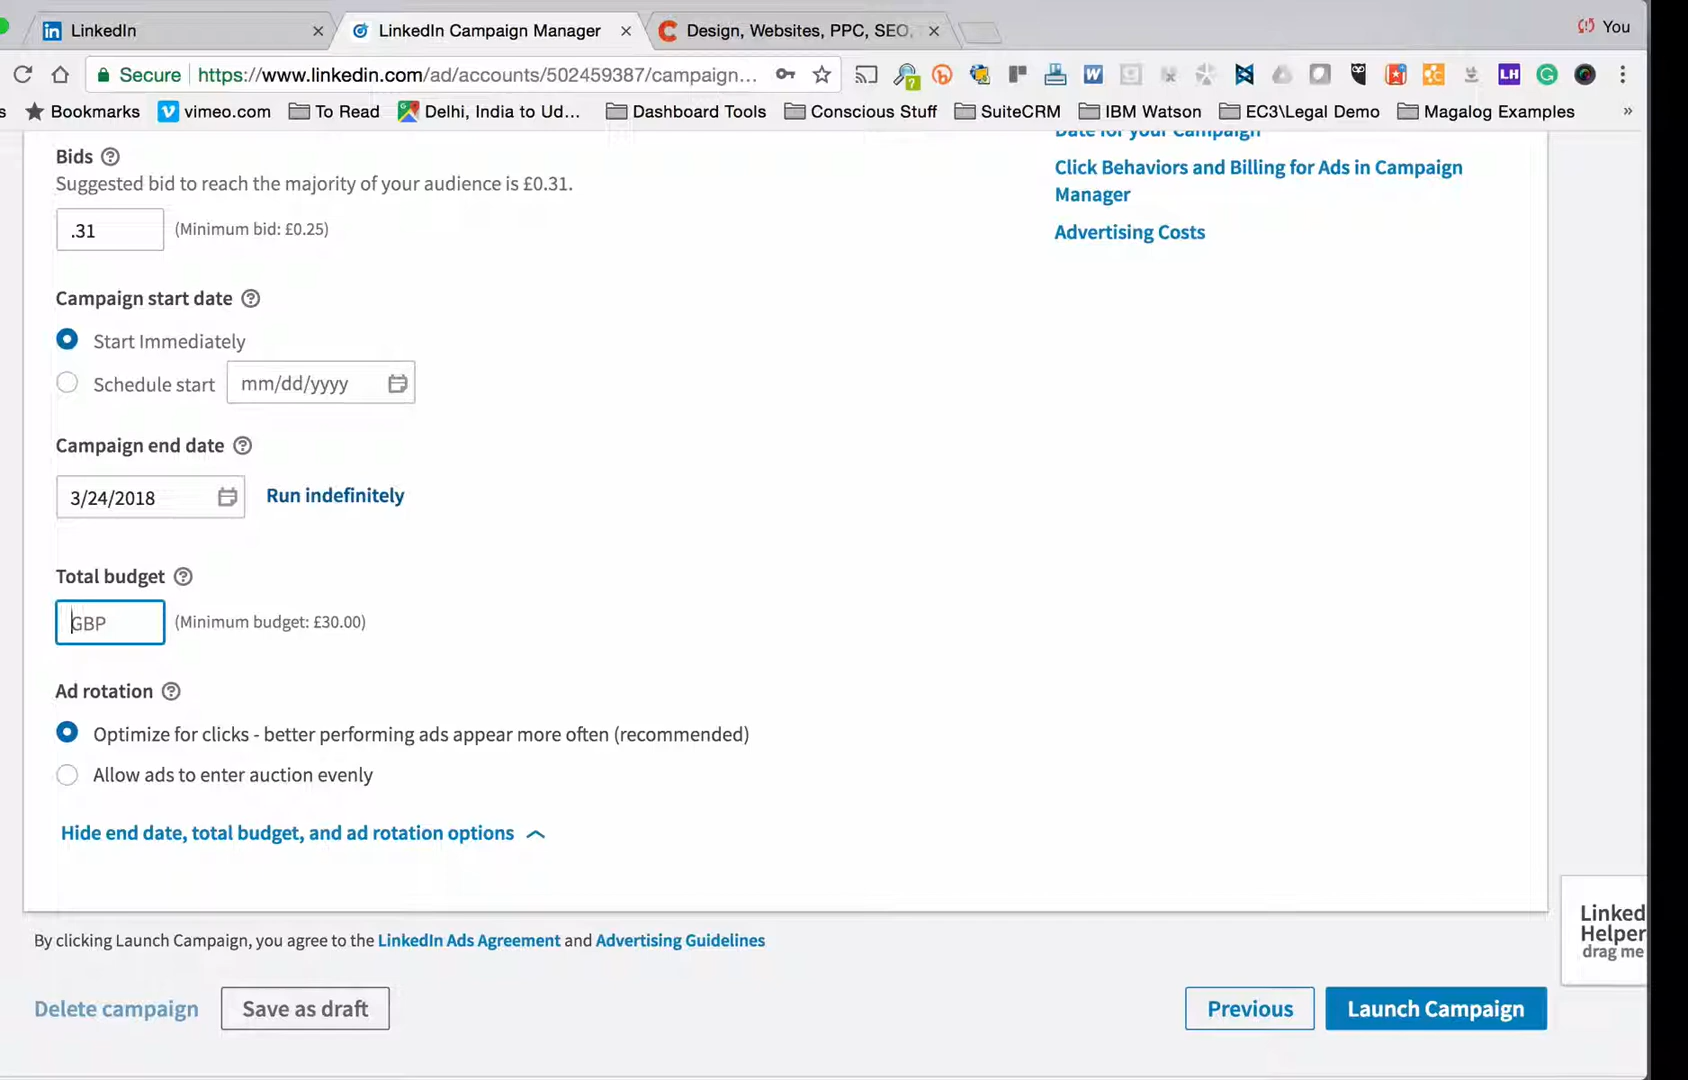 LinkedIn
LinkedIn Campaign Manager
Design, Websites, PPC, SEO,
You
Secure
https://www.linkedin.com/ad/accounts/502459387/campaign...
W
LH
s
Bookmarks
vimeo.com
To Read
Delhi, India to Ud...
Dashboard Tools
Conscious Stuff
SuiteCRM
IBM Watson
EC3\Legal Demo
Magalog Examples
»
Bids
Suggested bid to reach the majority of your audience is £0.31.
.31
(Minimum bid: £0.25)
Date for your Campaign
Click Behaviors and Billing for Ads in Campaign
Manager
Advertising Costs
Campaign start date
Start Immediately
Schedule start
mm/dd/yyyy
Campaign end date
3/24/2018
Run indefinitely
Total budget
GBP
(Minimum budget: £30.00)
Ad rotation
Optimize for clicks - better performing ads appear more often (recommended)
Allow ads to enter auction evenly
Hide end date, total budget, and ad rotation options
Linked
Helper
drag me
By clicking Launch Campaign, you agree to the LinkedIn Ads Agreement and Advertising Guidelines
Delete campaign
Save as draft
Previous
Launch Campaign